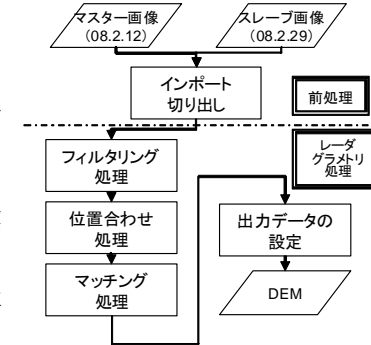 マスター画像
(08.2.12)
スレーブ画像
(08.2.29)
インポート
切り出し
前処理
レーダ
グラメトリ
処理
フィルタリング
処理
位置合わせ
処理
マッチング
処理
出力データの
設定
DEM